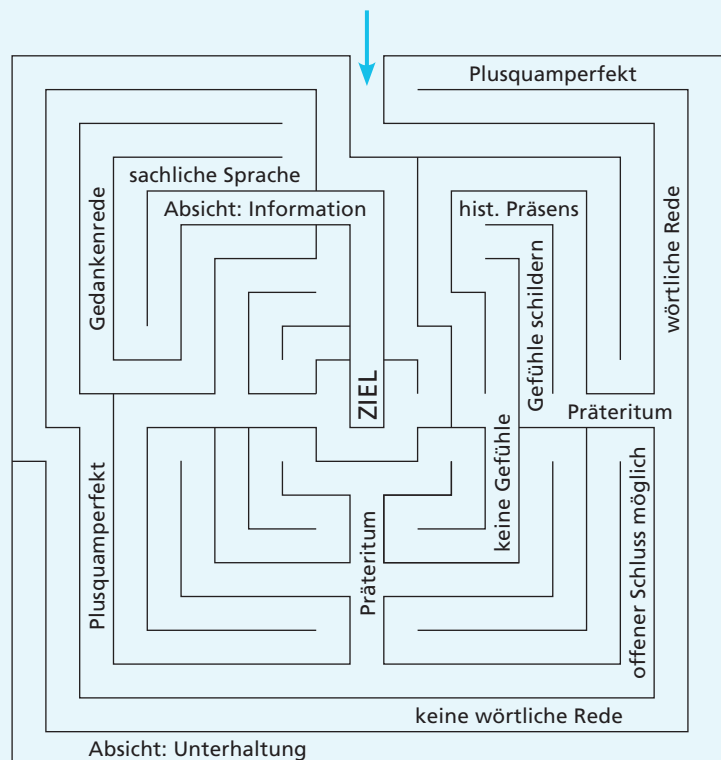 Plusquamperfekt
sachliche Sprache
Absicht: Information
hist. Präsens
Gedankenrede
wörtliche Rede
Gefühle schildern
ZIEL
Präteritum
keine Gefühle
Plusquamperfekt
Präteritum
offener Schluss möglich
keine wörtliche Rede
Absicht: Unterhaltung